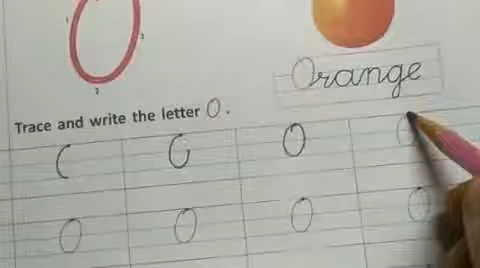 Orange
Trace and write the letter O.
C G O O
O O O O